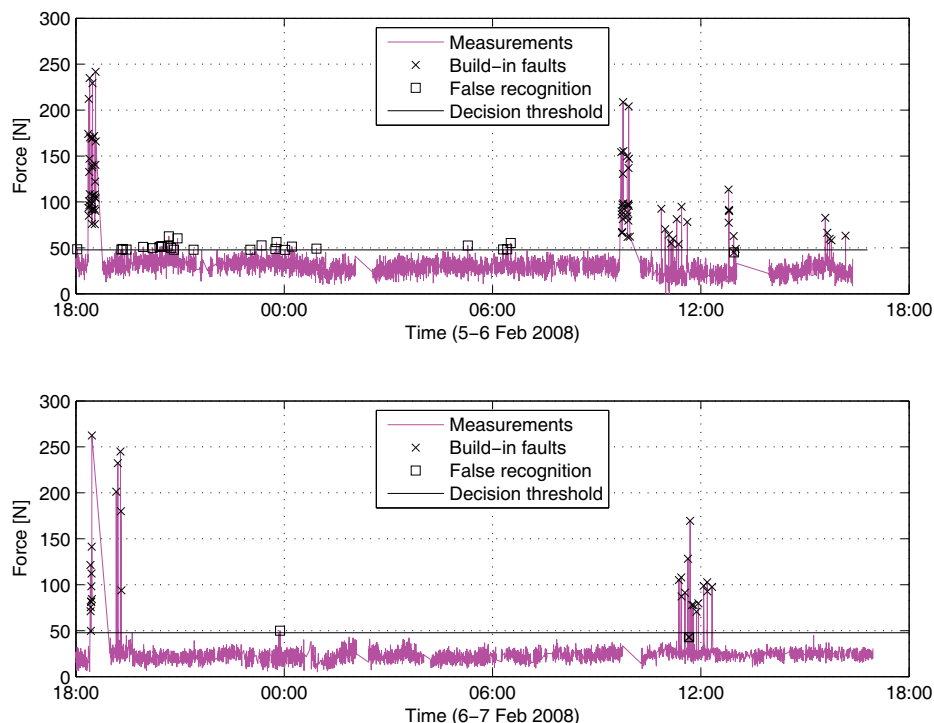 300
250
200
150
100
50
0
Force [N]
Measurements
Build-in faults
False recognition
Decision threshold
18:00 00:00 06:00 12:00 18:00
Time (5-6 Feb 2008)
300
250
200
150
100
50
0
Force [N]
Measurements
Build-in faults
False recognition
Decision threshold
18:00 00:00 06:00 12:00 18:00
Time (6-7 Feb 2008)